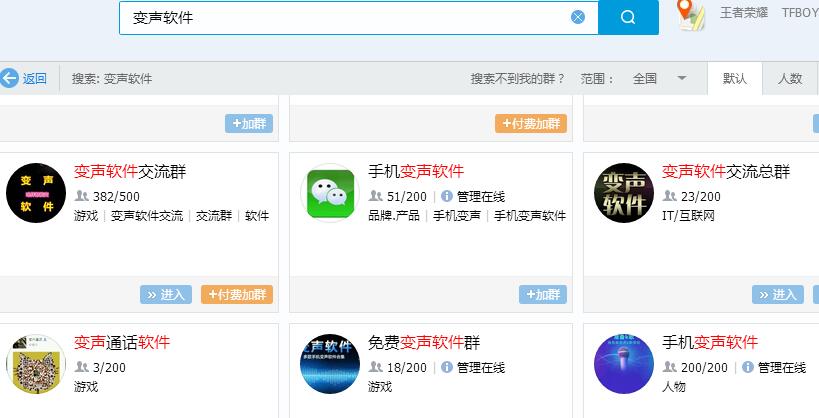 变声软件
王者荣耀 TFBOY
返回 搜索: 变声软件 搜索不到我的群? 范围: 全国 默认 人数
+加群 +付费加群
变声软件交流群
382/500
游戏 | 变声软件交流 | 交流群 | 软件
» 进入 +付费加群
手机变声软件
51/200 | 管理在线
品牌.产品 | 手机变声 | 手机变声软件
+加群
变声软件
变声软件交流总群
23/200
IT/互联网
» 进入
变声
软件
变声通话软件
3/200
游戏
变声软件
免费变声软件群
18/200 | 管理在线
游戏
手机变声软件
200/200 | 管理在线
人物